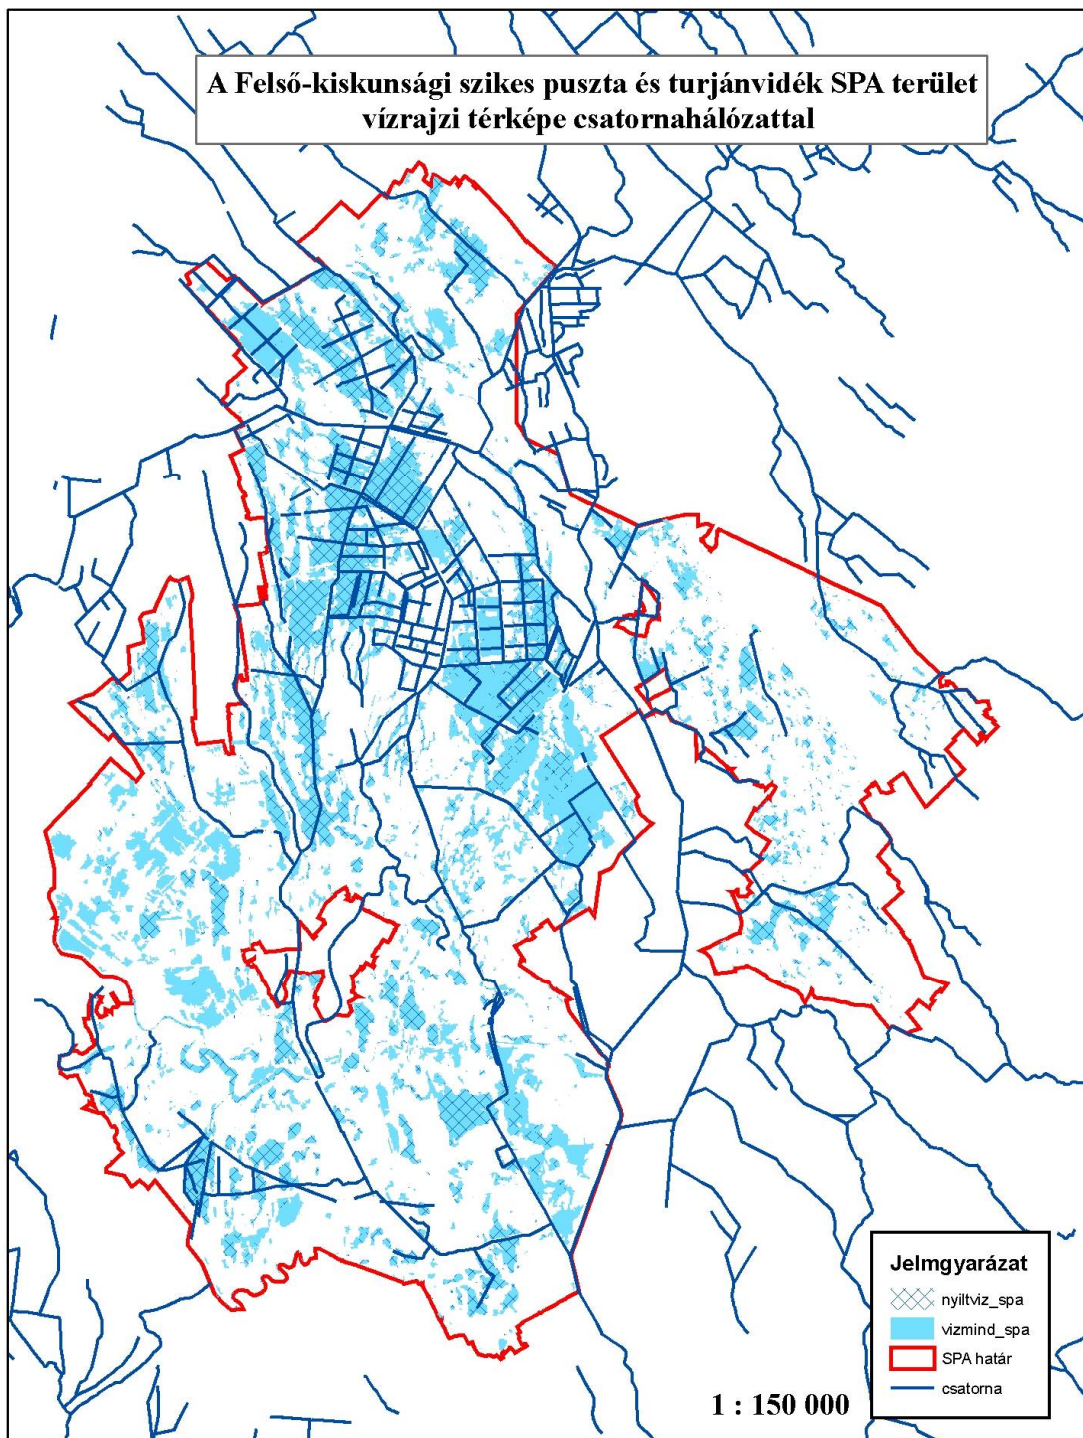 A Felső-kiskunsági szikes puszta és turjánvidék SPA terület
vízrajzi térképe csatornahálózattal
Jelmgyarázat
nyiltviz_spa
vizmind_spa
SPA határ
csatorna
1 : 150 000